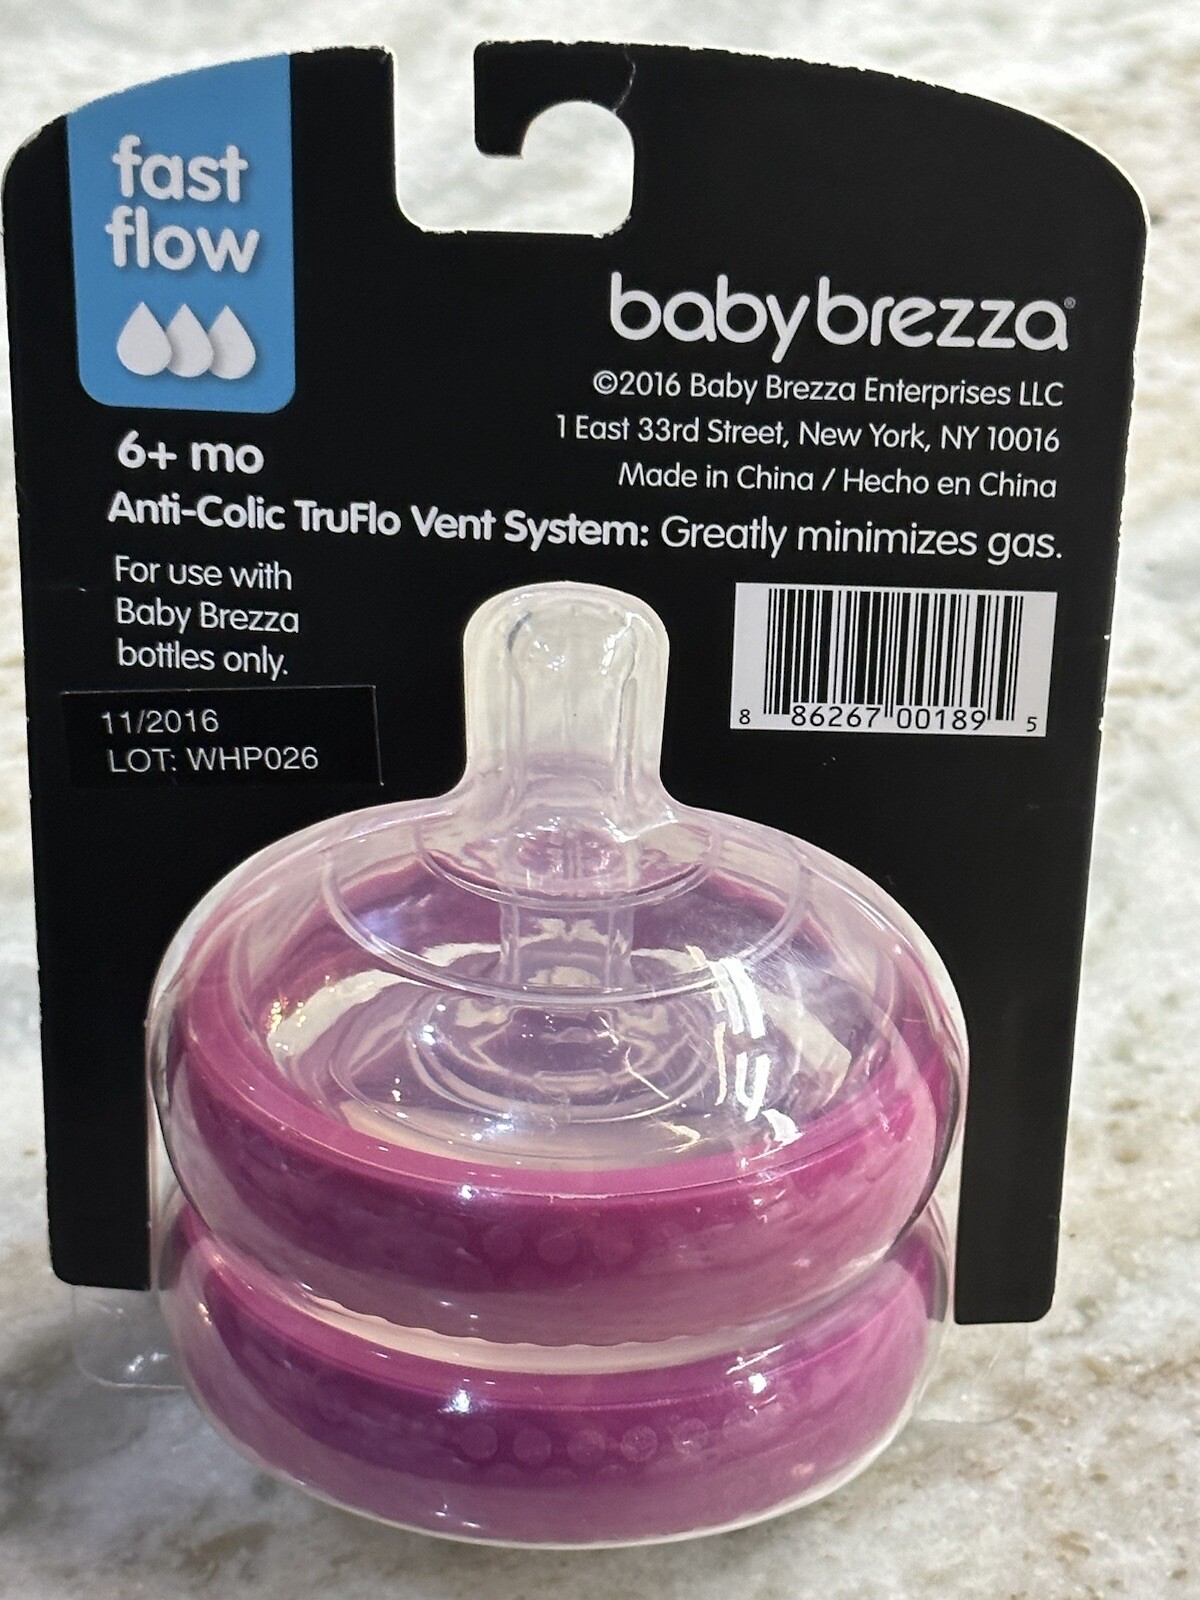 fast
flow
babybrezza®
©2016 Baby Brezza Enterprises LLC
1 East 33rd Street, New York, NY 10016
Made in China / Hecho en China
6+ mo
Anti-Colic TruFlo Vent System: Greatly minimizes gas.
For use with
Baby Brezza
bottles only.
11/2016
LOT: WHP026
8 86267 00189 5